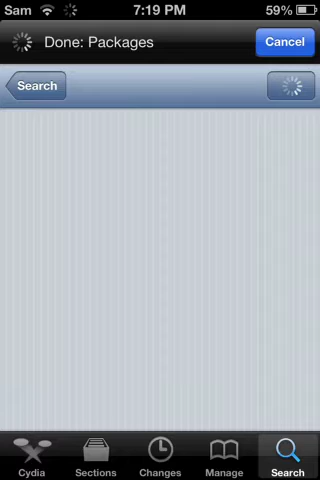 Sam 7:19 PM 59%
Done: Packages Cancel
Search
Cydia Sections Changes Manage Search